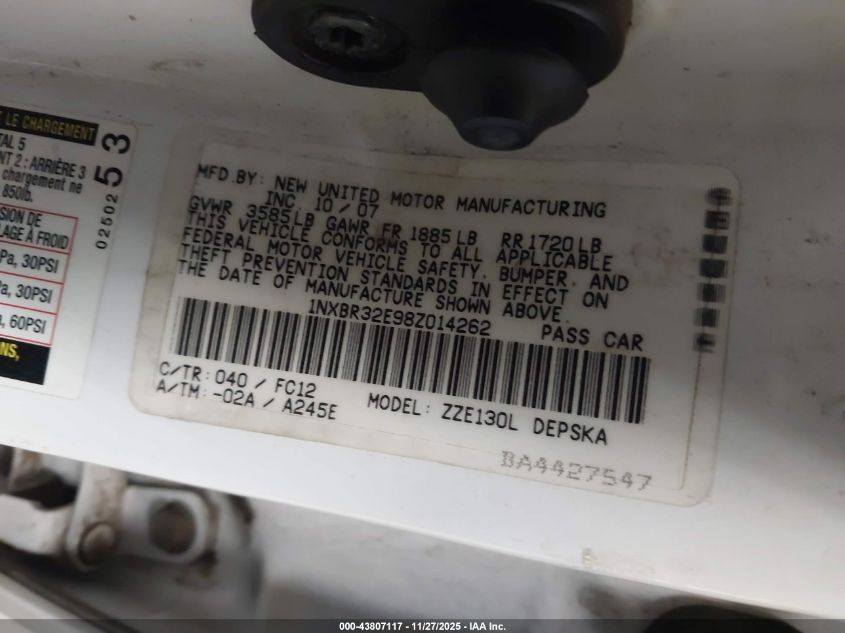 T LE CHARGEMENT
TAL 5
NT 2 : ARRIÈRE 3
chargement ne
850lb.
SION DE
LAGE À FROID
Pa, 30PSI
a, 30PSI
a, 60PSI
NS,
0250253
MFD.BY: NEW UNITED MOTOR MANUFACTURING
INC. 10/07
GVWR 3585LB GAWR FR 1885LB RR1720LB
THIS VEHICLE CONFORMS TO ALL APPLICABLE
FEDERAL MOTOR VEHICLE SAFETY, BUMPER, AND
THEFT PREVENTION STANDARDS IN EFFECT ON
THE DATE OF MANUFACTURE SHOWN ABOVE.
1NXBR32E98Z014262 PASS CAR
C/TR: 040 / FC12
A/TM: -02A / A245E MODEL: ZZE130L DEPSKA
BA4427547
000-43807117 - 11/27/2025 - IAA Inc.